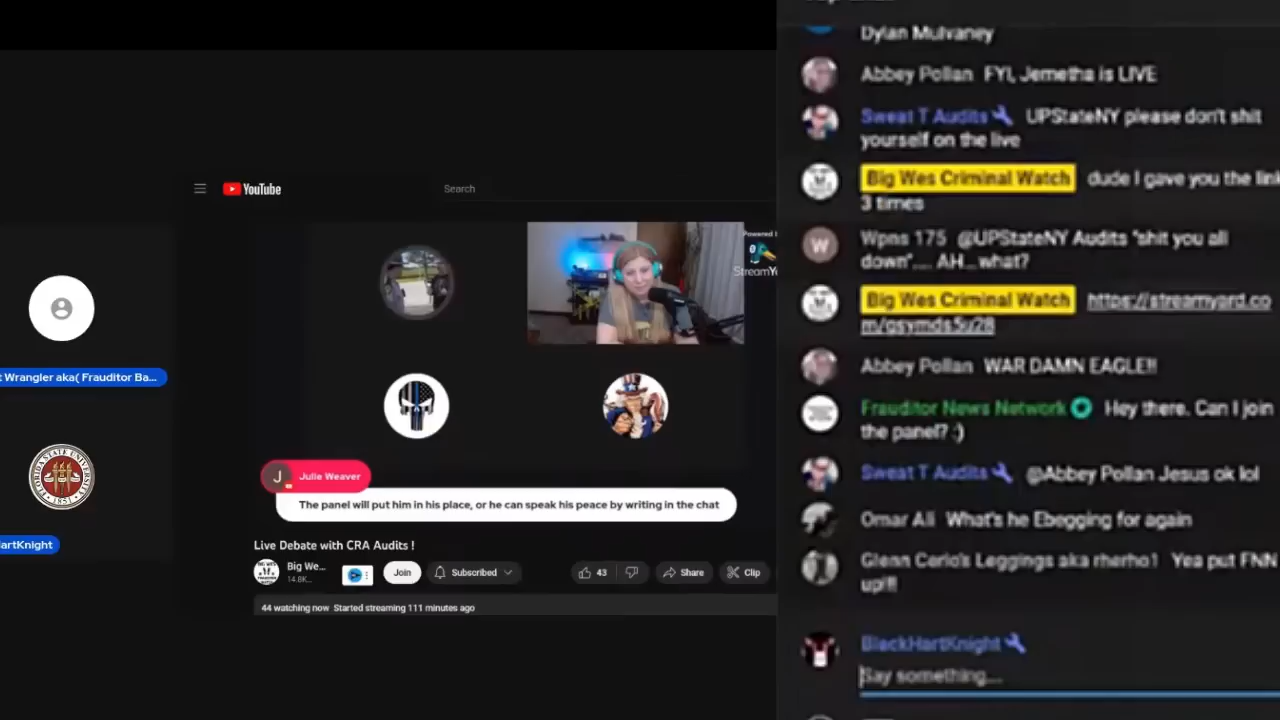 YouTube
Search
Powered b
StreamY
t Wrangler aka( Frauditor Ba...
artKnight
J Julie Weaver
The panel will put him in his place, or he can speak his peace by writing in the chat
Live Debate with CRA Audits !
Big We...
14.8K...
Join
Subscribed
43
Share
Clip
44 watching now Started streaming 111 minutes ago
Dylan Mulvaney
Abbey Pollan FYI, Jemetha is LIVE
Sweat T Audits UPStateNY please don't shit
yourself on the live
Big Wes Criminal Watch dude I gave you the link
3 times
W
Wpns 175 @UPStateNY Audits "shit you all
down".... AH...what?
Big Wes Criminal Watch https://streamyard.co
Abbey Pollan WAR DAMN EAGLE!!
Frauditor News Network Hey there. Can I join
the panel? :)
Sweat T Audits @Abbey Pollan Jesus ok lol
Omar Ali What's he Ebegging for again
Glenn Cerio's Leggings aka rherho1 Yea put FNN
up!!!
BlackHartKnight
Say something...